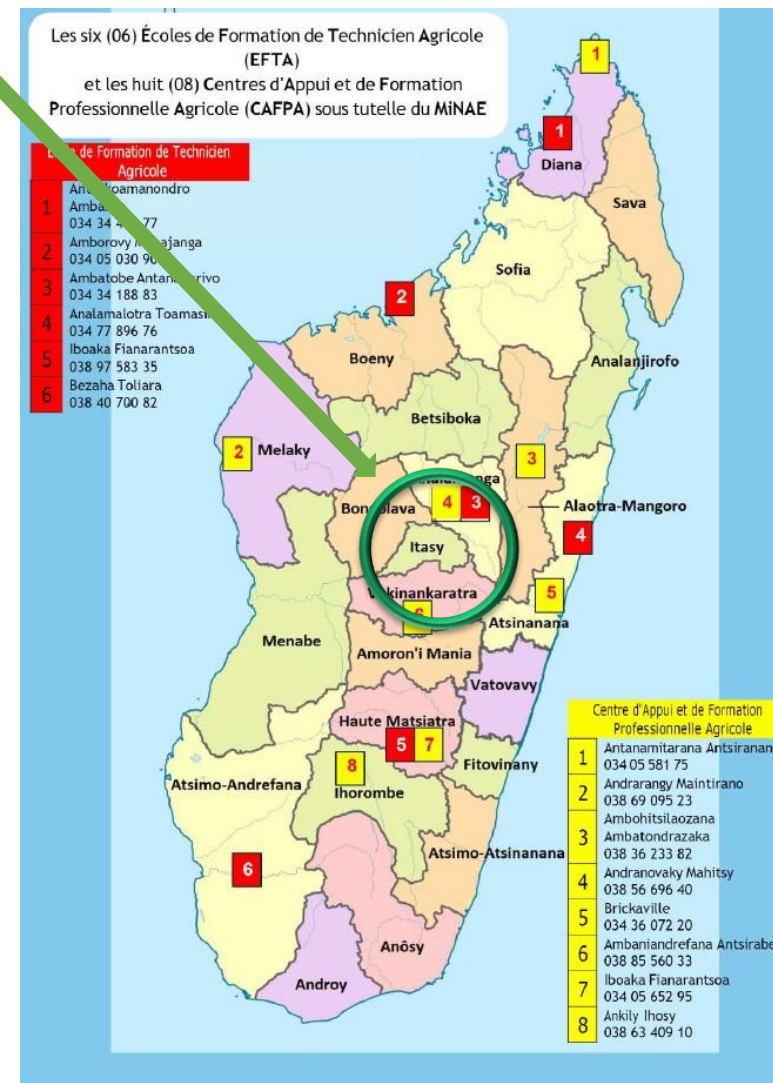 Les six (06) Écoles de Formation de Technicien Agricole
(EFTA)
et les huit (08) Centres d'Appui et de Formation
Professionnelle Agricole (CAFPA) sous tutelle du MiNAE
de Formation de Technicien
Agricole
1
034 34 77
2 Amborovy
034 05 030
3 Ambatobe
034 34 188 83
4 Analamalotra
034 77 896 76
5 Iboaka Fianarantsoa
038 97 583 35
6 Bezaha Toliara
038 40 700 82
1
1
Diana
Sava
Sofia
2
Boeny
Analanjirofo
Betsiboka
2 Melaky
3
4 3
Alaotra-Mangoro
4
Itasy
5
6
Atsinanana
Menabe
Amoron'i Mania
Vatovavy
Haute Matsiatra
5 7
Fitovinany
8
Atsimo-Andrefana
Ihorombe
Atsimo-Atsinanana
6
Anôsy
Androy
Centre d'Appui et de Formation
Professionnelle Agricole
1 Antanamitarana
034 05 581 75
2 Andrarangy Maintirano
038 69 095 23
3 Ambohitsilaozana
Ambatondrazaka
038 36 233 82
4 Andranovaky Mahitsy
038 56 696 40
5 Brickaville
034 36 072 20
6 Ambaniandrefana
038 85 560 33
7 Iboaka Fianarantsoa
034 05 652 95
8 Ankily Ihosy
038 63 409 10